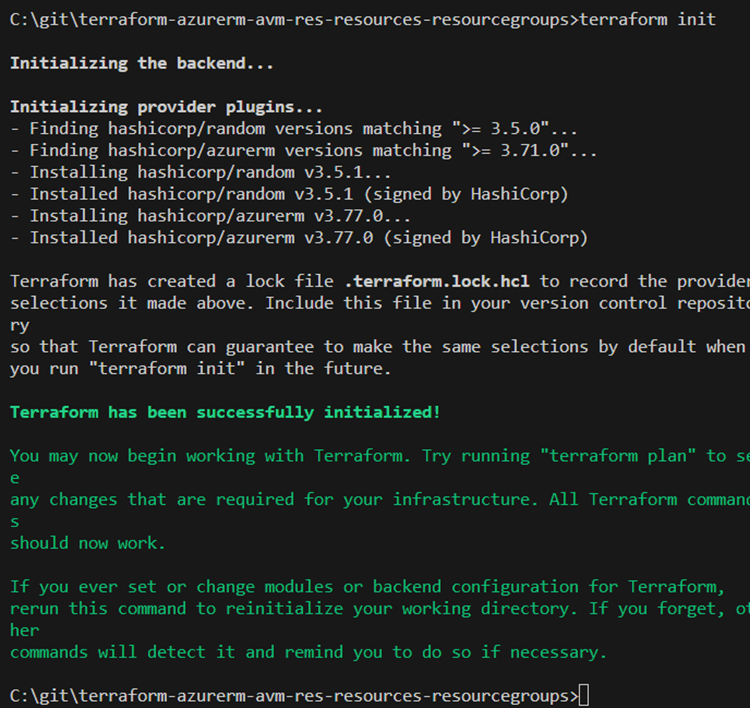 C:\git\terraform-azurerm-avm-res-resources-resourcegroups>terraform init
Initializing the backend...
Initializing provider plugins...
- Finding hashicorp/random versions matching ">= 3.5.0"...
- Finding hashicorp/azurerm versions matching ">= 3.71.0"...
- Installing hashicorp/random v3.5.1...
- Installed hashicorp/random v3.5.1 (signed by HashiCorp)
- Installing hashicorp/azurerm v3.77.0...
- Installed hashicorp/azurerm v3.77.0 (signed by HashiCorp)
Terraform has created a lock file .terraform.lock.hcl to record the provider
selections it made above. Include this file in your version control reposito
ry
so that Terraform can guarantee to make the same selections by default when
you run "terraform init" in the future.
Terraform has been successfully initialized!
You may now begin working with Terraform. Try running "terraform plan" to se
e
any changes that are required for your infrastructure. All Terraform command
s
should now work.
If you ever set or change modules or backend configuration for Terraform,
rerun this command to reinitialize your working directory. If you forget, ot
her
commands will detect it and remind you to do so if necessary.
C:\git\terraform-azurerm-avm-res-resources-resourcegroups>